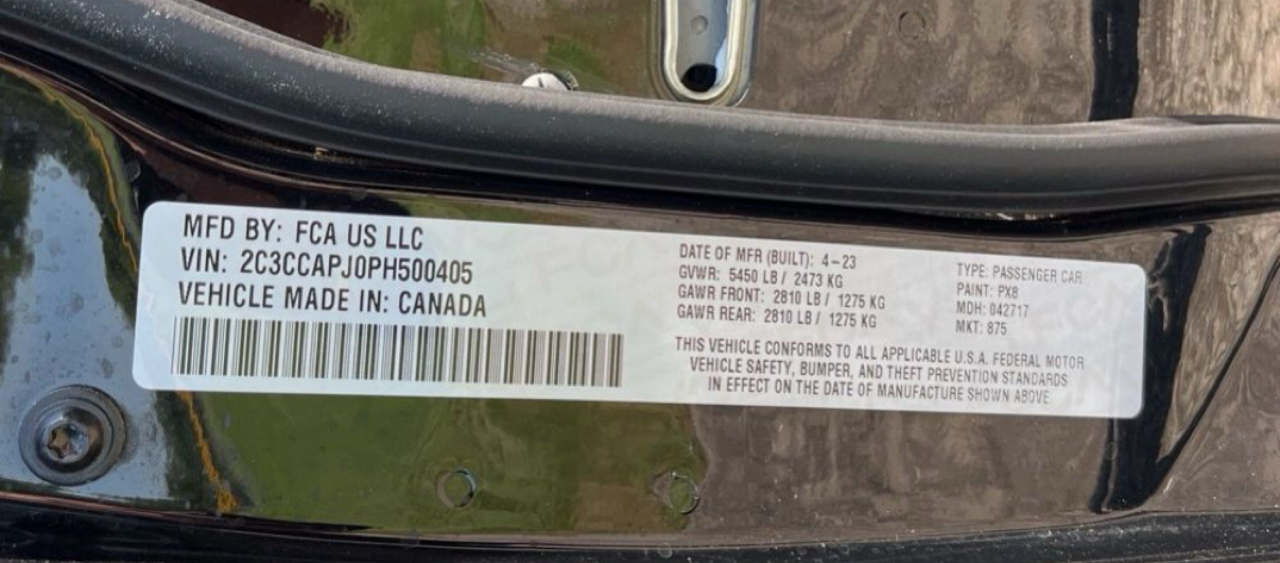 MFD BY: FCA US LLC
VIN: 2C3CCAPJ0PH500405
VEHICLE MADE IN: CANADA
DATE OF MFR (BUILT): 4-23
GVWR: 5450 LB / 2473 KG
GAWR FRONT: 2810 LB / 1275 KG
GAWR REAR: 2810 LB / 1275 KG
TYPE: PASSENGER CAR
PAINT: PX8
MDH: 042717
MKT: 875
THIS VEHICLE CONFORMS TO ALL APPLICABLE U.S.A. FEDERAL MOTOR
VEHICLE SAFETY, BUMPER, AND THEFT PREVENTION STANDARDS
IN EFFECT ON THE DATE OF MANUFACTURE SHOWN ABOVE.